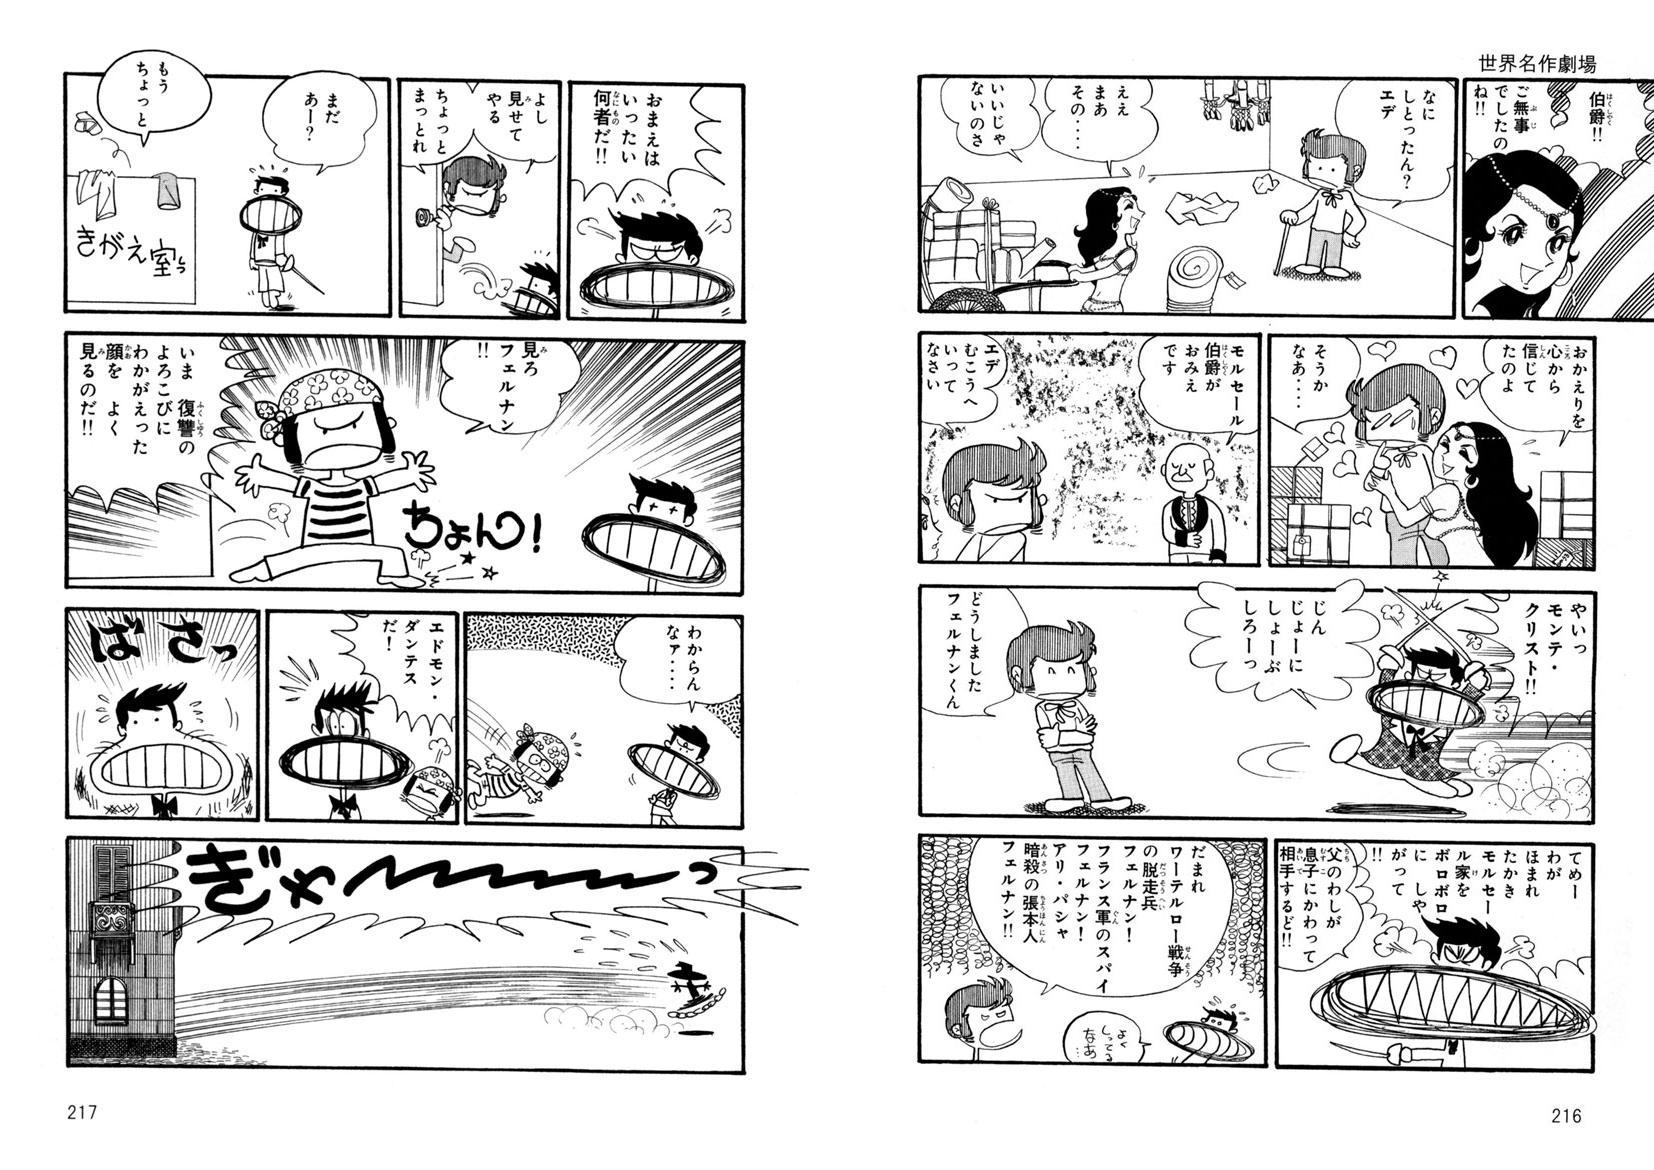 世界名作劇場
伯爵!!
ご無事
でしたの
ね!!
なに
しとったん?
エデ
ええ
まあ
その‥‥
いいじゃ
ないのさ
おかえりを
心から
信じて
たのよ
そうか
なあ‥‥
モルセール
伯爵が
おみえ
です
エデ
むこうへ
いって
なさい
やいっ
モンテ・
クリスト!!
じん
じょーに
しょーぶ
しろーっ
どうしました
フェルナンくん
てめー
わが
ほまれ
たかき
モルセー
ル家を
ボロボロ
に しや
がって
!!
父のわしが
息子にかわって
相手するど!!
だまれ
ワーテルロー戦争
の脱走兵
フェルナン!
フランス軍のスパイ
フェルナン!
アリ・パシャ
暗殺の張本人
フェルナン!!
よく
しってる
なあ…
216
おまえは
いったい
何者だ!!
よし
見せて
やる
ちょっと
まっとれ
まだ
あー?
もう
ちょっと
きがえ室
見ろ
フェルナン
!!
ちょん!
いま 復讐の
よろこびに
わかがえった
顔を よく
見るのだ!!
わからん
なァ‥‥
エドモン・
ダンテス
だ!
ばさっ
ぎゃ〜〜〜っ
217